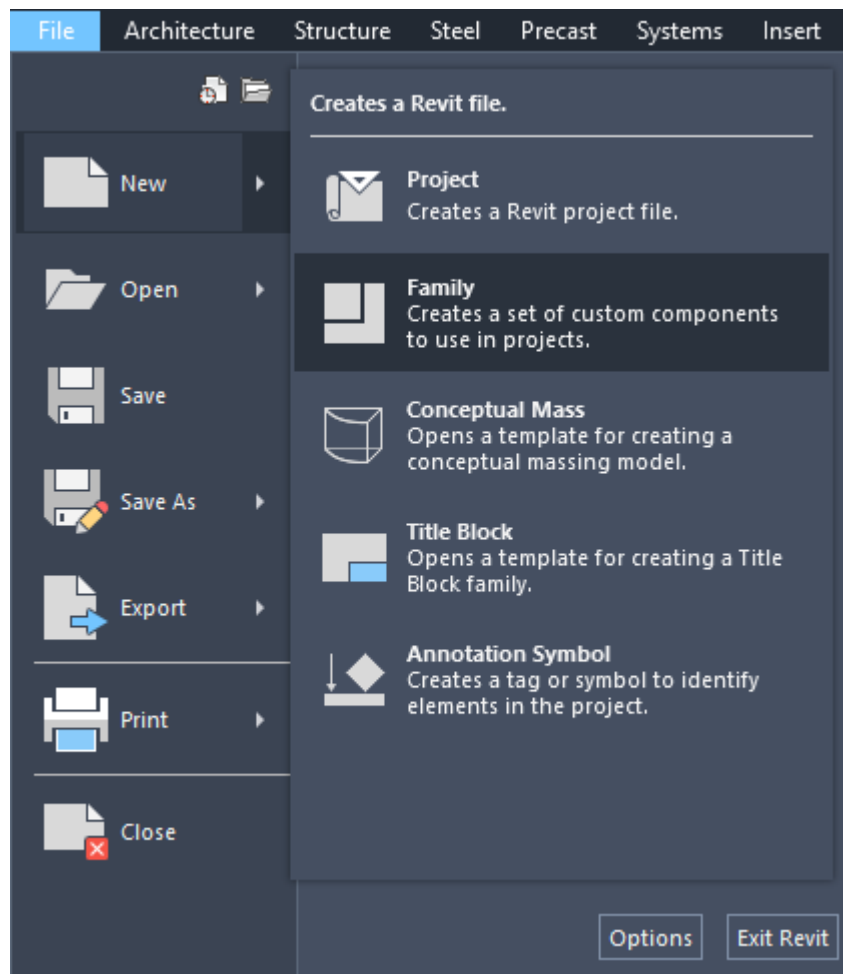 File Architecture Structure Steel Precast Systems Insert
Creates a Revit file.
New
Project
Creates a Revit project file.
Open
Family
Creates a set of custom components
to use in projects.
Save
Conceptual Mass
Opens a template for creating a
conceptual massing model.
Save As
Title Block
Opens a template for creating a Title
Block family.
Export
Annotation Symbol
Creates a tag or symbol to identify
elements in the project.
Print
Close
Options Exit Revit